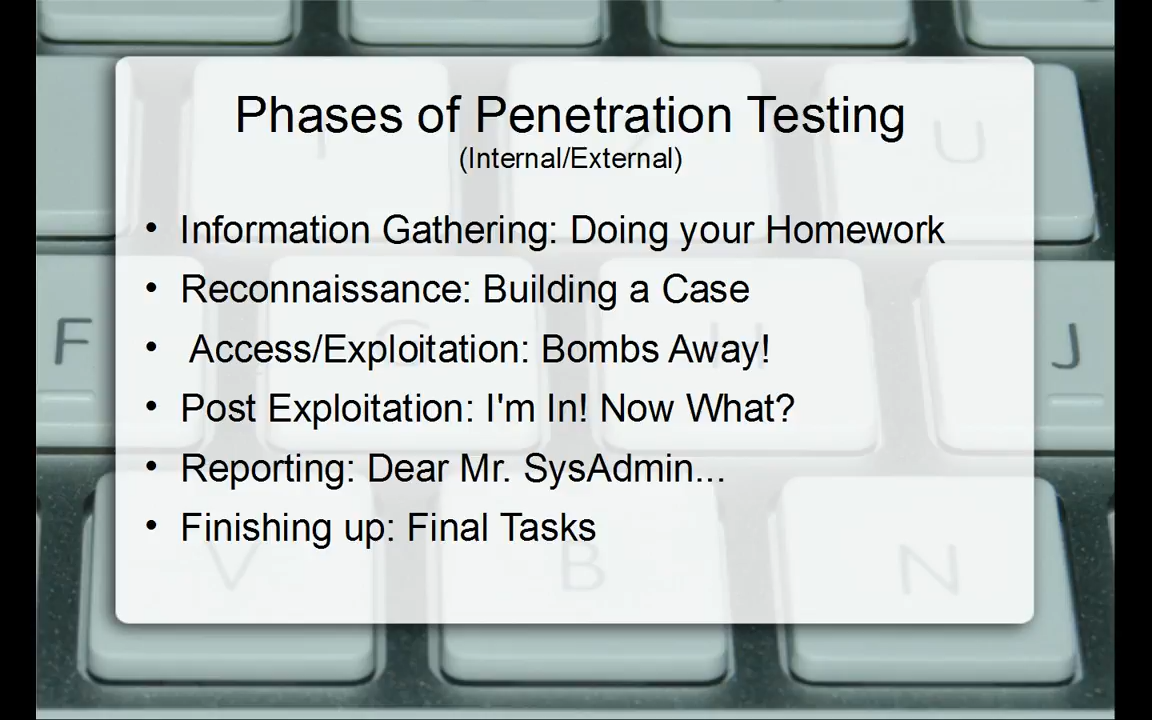 Phases of Penetration Testing
(Internal/External)
• Information Gathering: Doing your Homework
• Reconnaissance: Building a Case
• Access/Exploitation: Bombs Away!
• Post Exploitation: I'm In! Now What?
• Reporting: Dear Mr. SysAdmin...
• Finishing up: Final Tasks
U
F
G
H
J
V
B
N